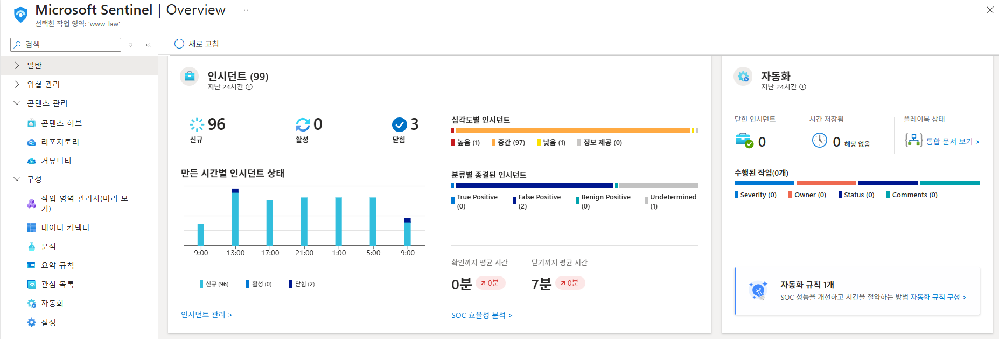 Microsoft Sentinel | Overview ...
선택한 작업 영역: 'www-law'
검색
새로 고침
일반
위협 관리
콘텐츠 관리
콘텐츠 허브
리포지토리
커뮤니티
구성
작업 영역 관리자(미리 보
기)
데이터 커넥터
분석
요약 규칙
관심 목록
자동화
설정
인시던트 (99)
지난 24시간
96
신규
0
활성
3
닫힘
만든 시간별 인시던트 상태
9:00 13:00 17:00 21:00 1:00 5:00 9:00
신규 (96) 활성 (0) 닫힘 (2)
인시던트 관리 >
심각도별 인시던트
높음 (1) 중간 (97) 낮음 (1) 정보 제공 (0)
분류별 종결된 인시던트
True Positive
(0)
False Positive
(2)
Benign Positive
(0)
Undetermined
(1)
확인까지 평균 시간
0분 0분
닫기까지 평균 시간
7분 0분
SOC 효율성 분석 >
자동화
지난 24시간
닫힌 인시던트
0
시간 저장됨
0 해당 없음
플레이북 상태
통합 문서 보기 >
수행된 작업(0개)
Severity (0) Owner (0) Status (0) Comments (0)
자동화 규칙 1개
SOC 성능을 개선하고 시간을 절약하는 방법 자동화 규칙 구성 >